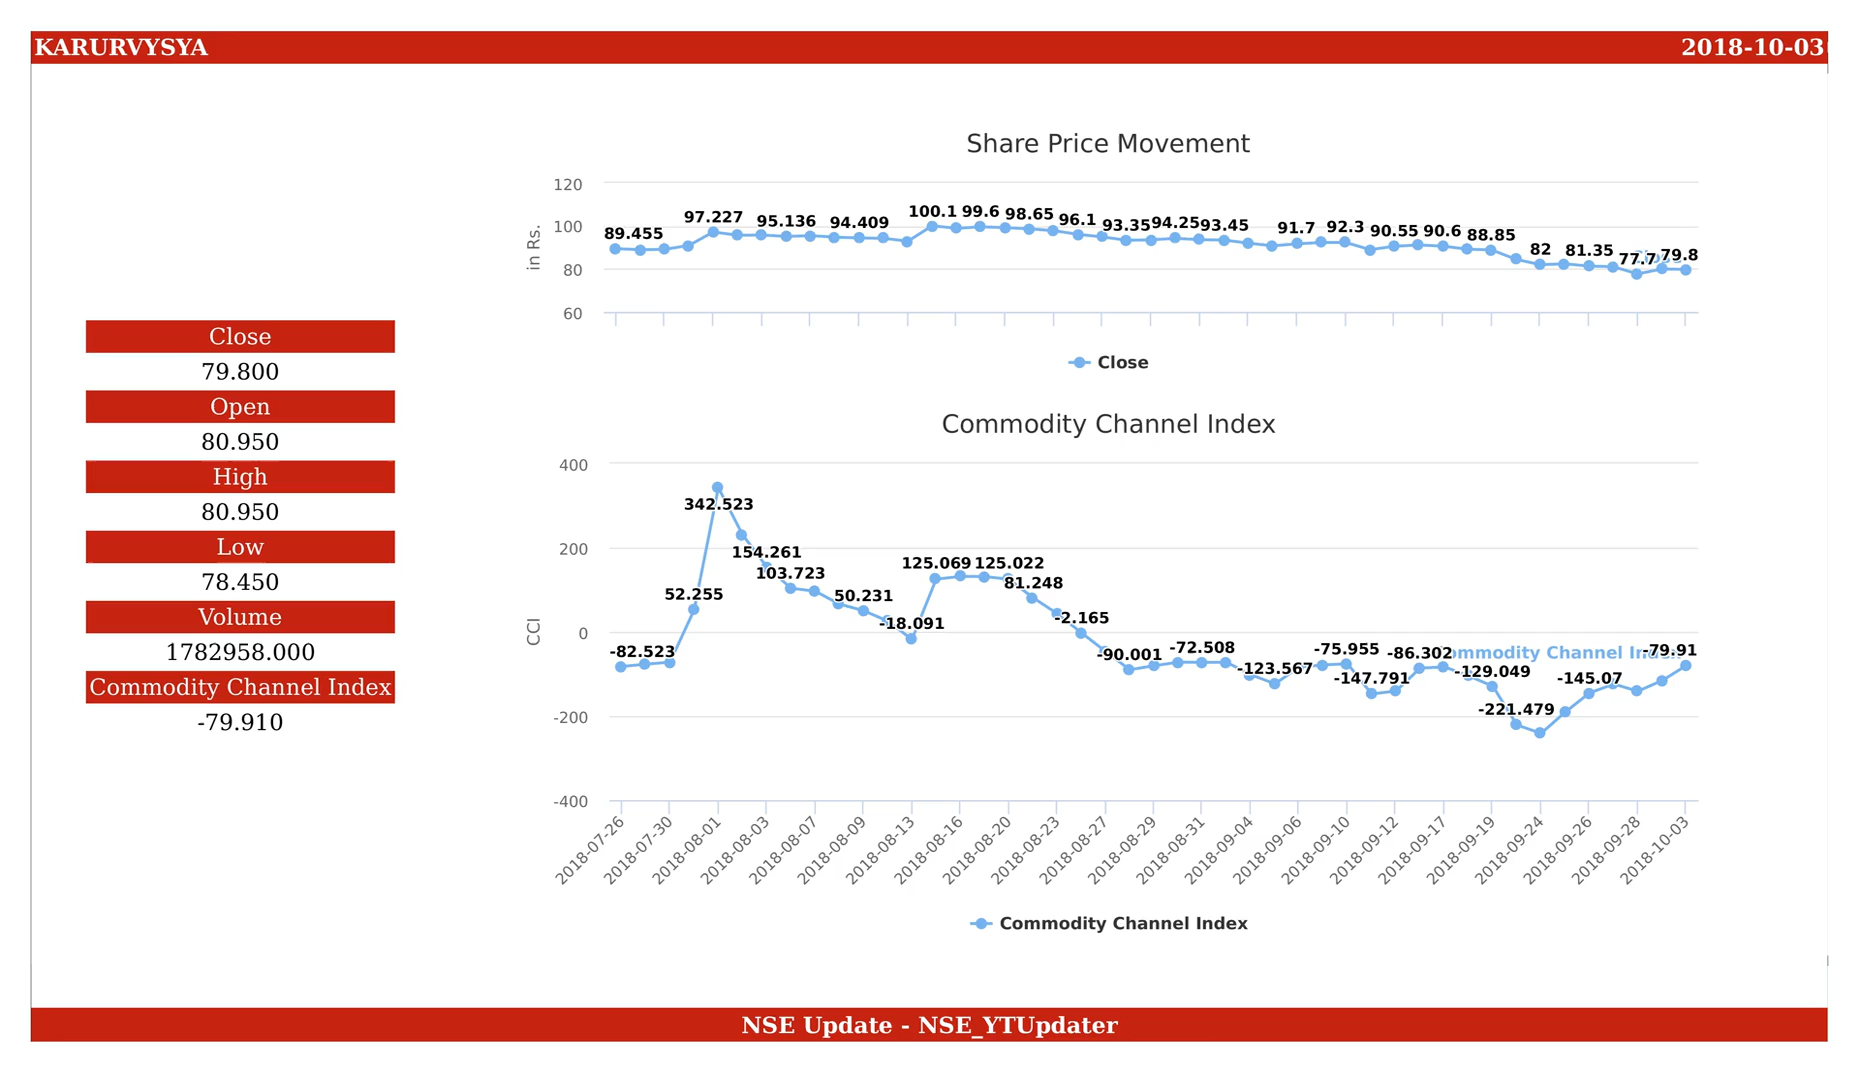 KARURVYSYA
2018-10-03
Close
79.800
Open
80.950
High
80.950
Low
78.450
Volume
1782958.000
Commodity Channel Index
-79.910
Share Price Movement
in Rs.
120
100
80
60
89.455 97.227 95.136 94.409 100.1 99.6 98.65 96.1 93.35 94.25 93.45 91.7 92.3 90.55 90.6 88.85 82 81.35 77.7 79.8
Close
Commodity Channel Index
CCI
400
200
0
-200
-400
-82.523 52.255 342.523 154.261 103.723 50.231 -18.091 125.069 125.022 81.248 -2.165 -90.001 -72.508 -123.567 -75.955 -147.791 -86.302 -129.049 -221.479 -145.07 -79.91
Commodity Channel Index
2018-07-26 2018-07-30 2018-08-01 2018-08-03 2018-08-07 2018-08-09 2018-08-13 2018-08-16 2018-08-20 2018-08-23 2018-08-27 2018-08-29 2018-08-31 2018-09-04 2018-09-06 2018-09-10 2018-09-12 2018-09-17 2018-09-19 2018-09-24 2018-09-26 2018-09-28 2018-10-03
Commodity Channel Index
NSE Update - NSE_YTUpdater